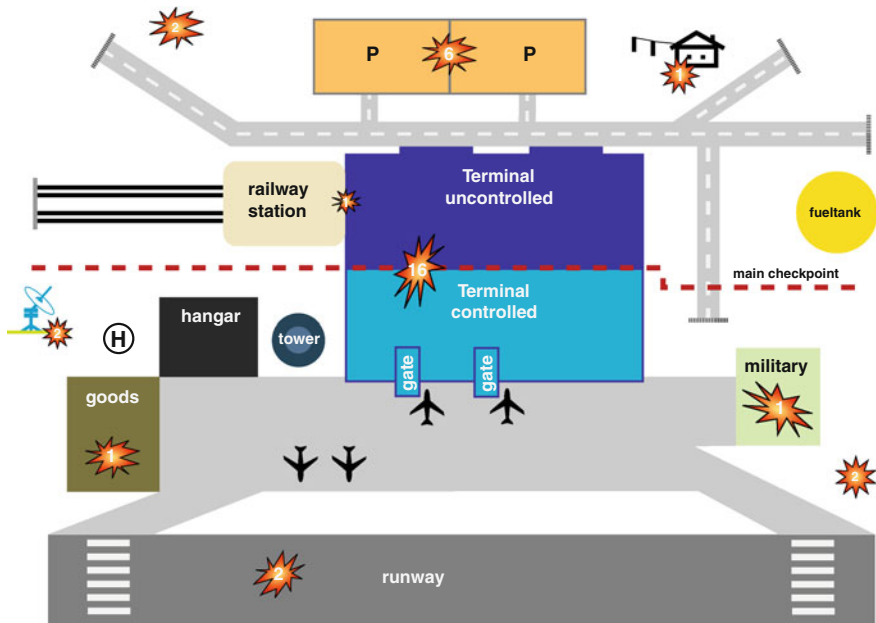 2
P
6
P
1
railway
station
1
Terminal
uncontrolled
fueltank
16
main checkpoint
Terminal
controlled
2
H
hangar
tower
gate
gate
military
1
goods
1
2
2
runway